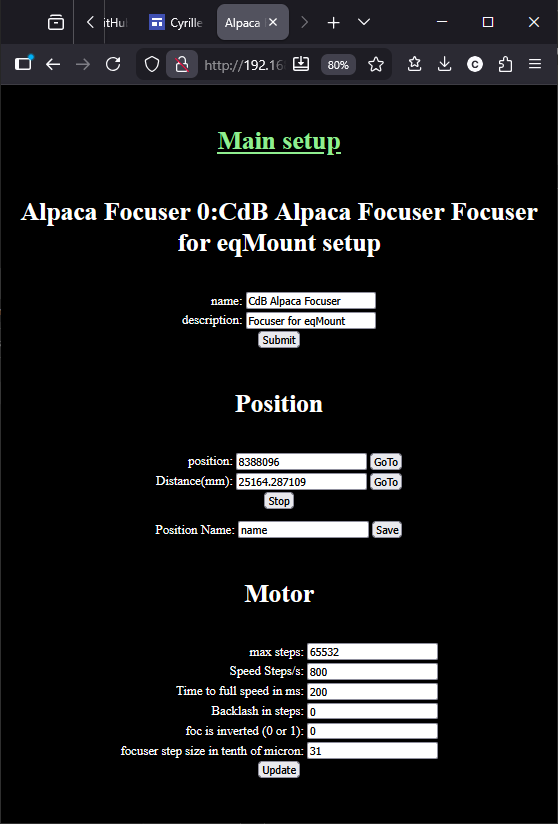 itHul
Cyrille
Alpaca
http://192.16
80%
C
Main setup
Alpaca Focuser 0:CdB Alpaca Focuser Focuser
for eqMount setup
name: CdB Alpaca Focuser
description: Focuser for eqMount
Submit
Position
position: 8388096 GoTo
Distance(mm): 25164.287109 GoTo
Stop
Position Name: name Save
Motor
max steps: 65532
Speed Steps/s: 800
Time to full speed in ms: 200
Backlash in steps: 0
foc is inverted (0 or 1): 0
focuser step size in tenth of micron: 31
Update